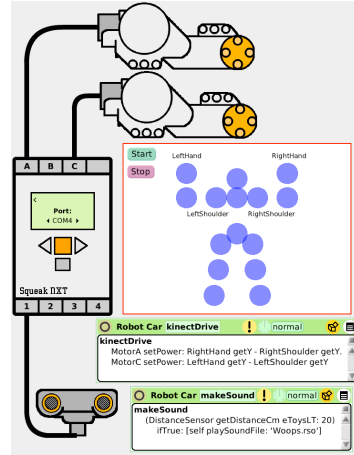 A B C
<
Port:
COM4
Squeak NXT
1 2 3 4
Start
Stop
LeftHand
RightHand
LeftShoulder
RightShoulder
Robot Car kinectDrive ! normal
kinectDrive
MotorA setPower: RightHand getY - RightShoulder getY.
MotorC setPower: LeftHand getY - LeftShoulder getY
Robot Car makeSound ! normal
makeSound
(DistanceSensor getDistanceCm eToysLT: 20)
ifTrue: [self playSoundFile: 'Woops.rso']